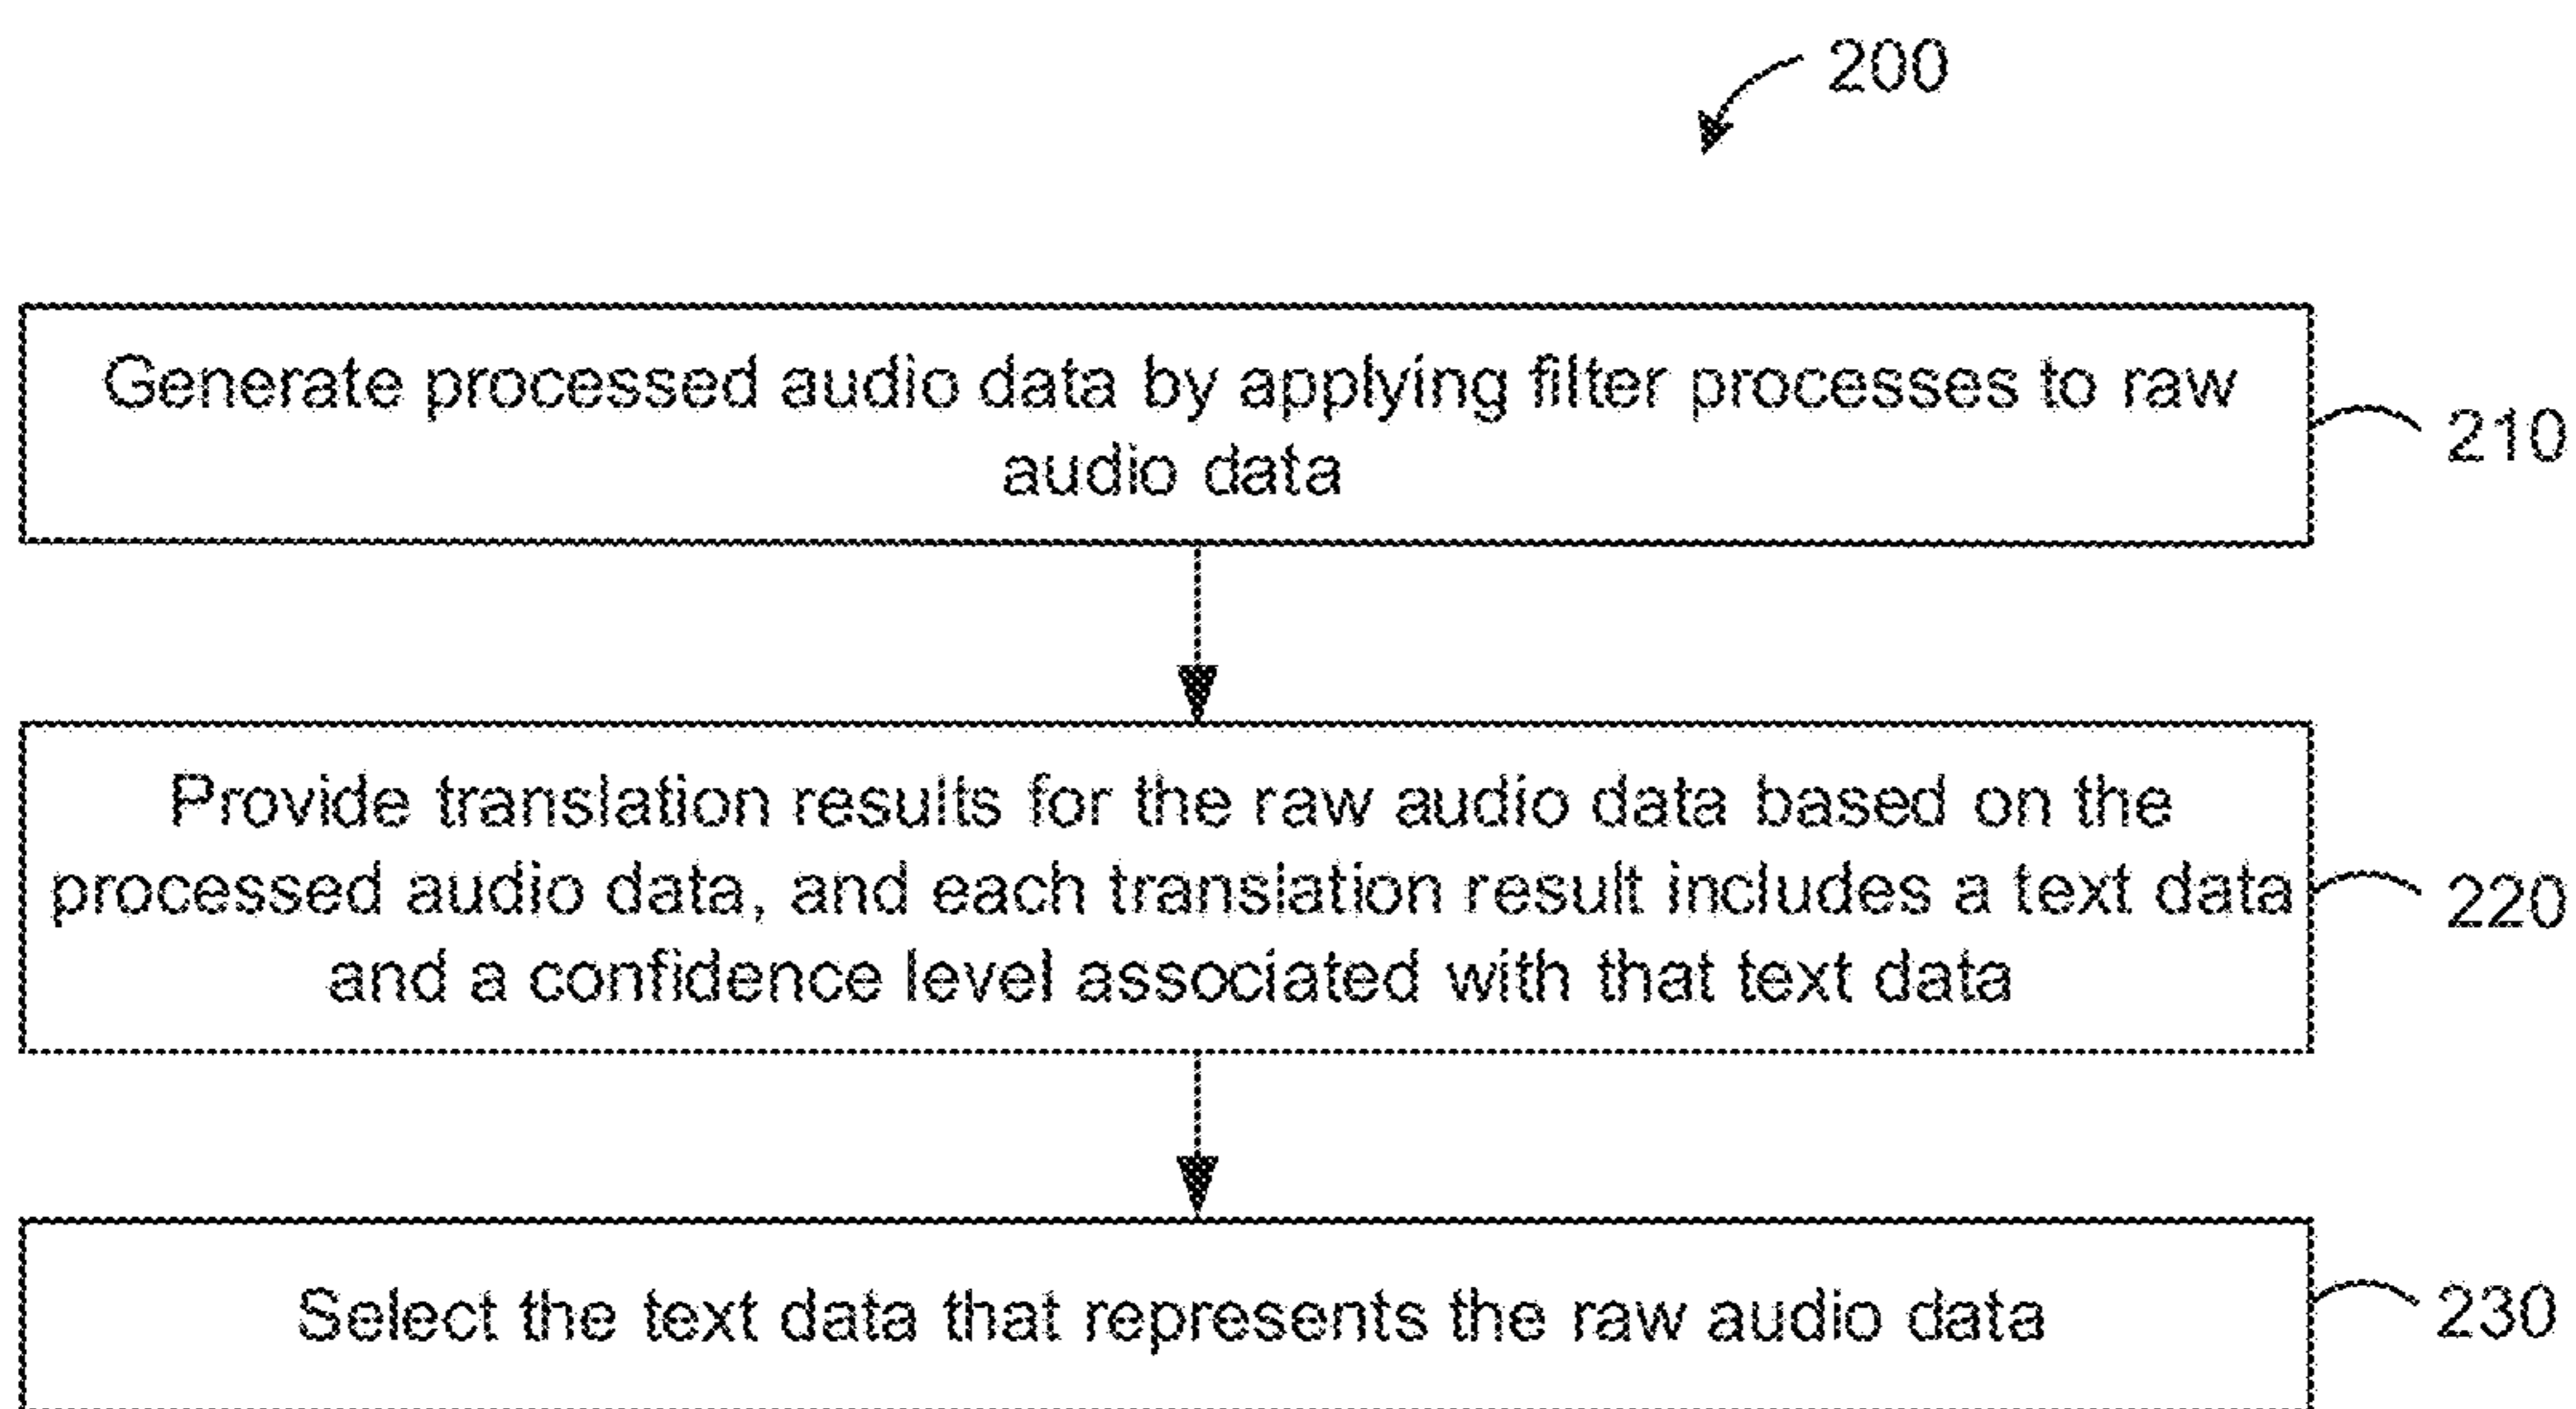 200
Generate processed audio data by applying filter processes to raw
audio data
210
Provide translation results for the raw audio data based on the
processed audio data, and each translation result includes a text data
and a confidence level associated with that text data
220
Select the text data that represents the raw audio data
230